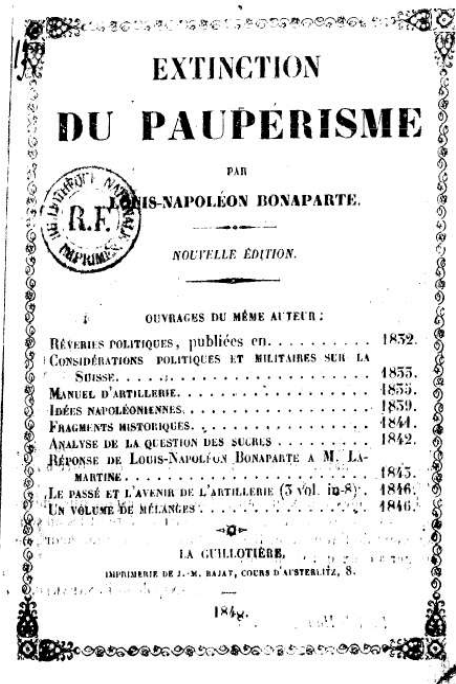 EXTINCTION
DU PAUPÉRISME
PAR
LOUIS-NAPOLÉON BONAPARTE.
BIBLIOTHÈQUE NATIONALE
R.F.
IMPRIMÉS
NOUVELLE ÉDITION.
OUVRAGES DU MÊME AUTEUR :
RÊVERIES POLITIQUES, publiées en. . . . . . . . . . 1832.
CONSIDÉRATIONS POLITIQUES ET MILITAIRES SUR LA
SUISSE. . . . . . . . . . . . . . . . . . . . . . 1833.
MANUEL D'ARTILLERIE. . . . . . . . . . . . . . . . 1835.
IDÉES NAPOLÉONIENNES. . . . . . . . . . . . . . . 1839.
FRAGMENTS HISTORIQUES. . . . . . . . . . . . . . . 1841.
ANALYSE DE LA QUESTION DES SUCRES . . . . . . . . 1842.
RÉPONSE DE LOUIS-NAPOLÉON BONAPARTE A M. LA-
MARTINE. . . . . . . . . . . . . . . . . . . . . 1843.
LE PASSÉ ET L'AVENIR DE L'ARTILLERIE (3 vol. in-8) . 1846.
UN VOLUME DE MÉLANGES . . . . . . . . . . . . . . 1846.
LA GUILLOTIÈRE,
IMPRIMERIE DE J.-M. BAJAT, COURS D'AUSTERLITZ, 8.